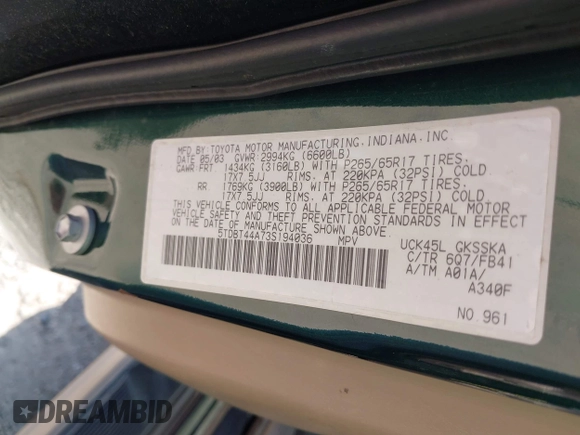 MFD.BY:TOYOTA MOTOR MANUFACTURING,INDIANA,INC
DATE 05/03 GVWR 2994KG (6600LB)
GAWR:FRT 1434KG (3160LB) WITH P265/65R17 TIRES,
17X7.5JJ RIMS, AT 220KPA (32PSI) COLD
RR 1769KG (3900LB) WITH P265/65R17 TIRES,
17X7.5JJ RIMS, AT 220KPA (32PSI) COLD
THIS VEHICLE CONFORMS TO ALL APPLICABLE FEDERAL MOTOR
VEHICLE SAFETY AND BUMPER STANDARDS IN EFFECT
ON THE DATE OF MANUFACTURE SHOWN ABOVE.
5TDBT44A73S194036 MPV
UCK45L GKSSKA
C/TR 6Q7/FB41
A/TM A01A/
A340F
NO 961
DREAMBID